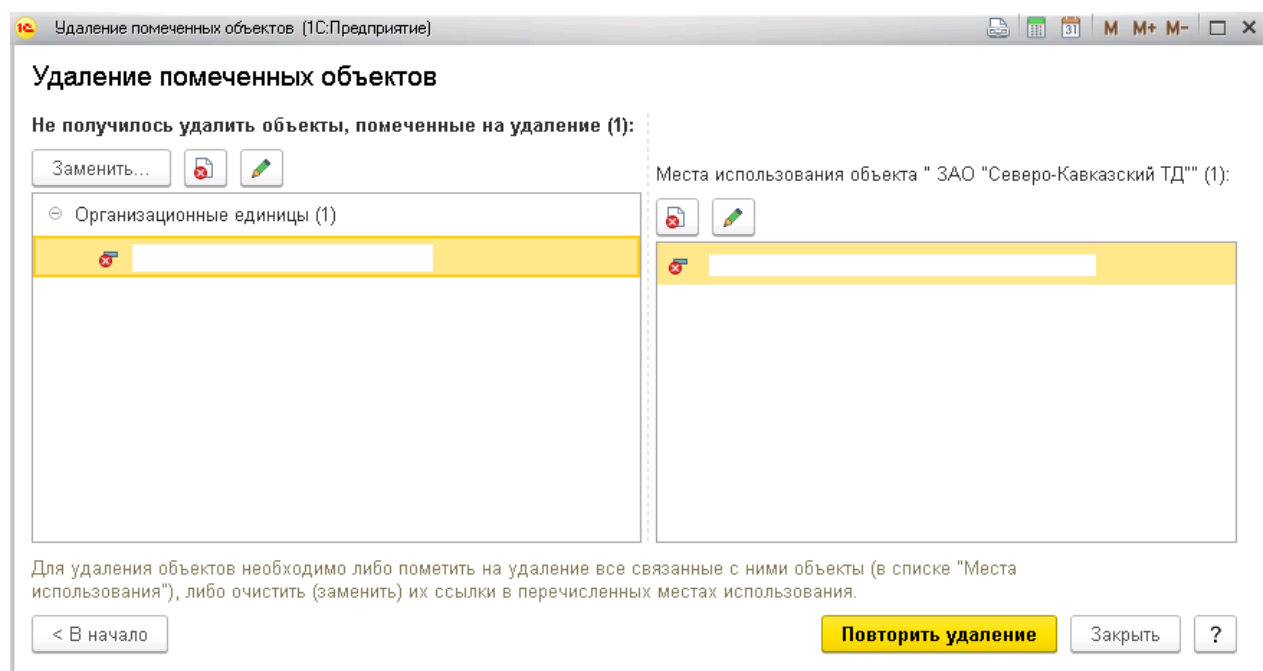 1С Удаление помеченных объектов (1С:Предприятие) 31 M M+ M-
Удаление помеченных объектов
Не получилось удалить объекты, помеченные на удаление (1):
Заменить...
Места использования объекта " ЗАО "Северо-Кавказский ТД"" (1):
Организационные единицы (1)
Для удаления объектов необходимо либо пометить на удаление все связанные с ними объекты (в списке "Места
использования"), либо очистить (заменить) их ссылки в перечисленных местах использования.
< В начало
Повторить удаление
Закрыть
?